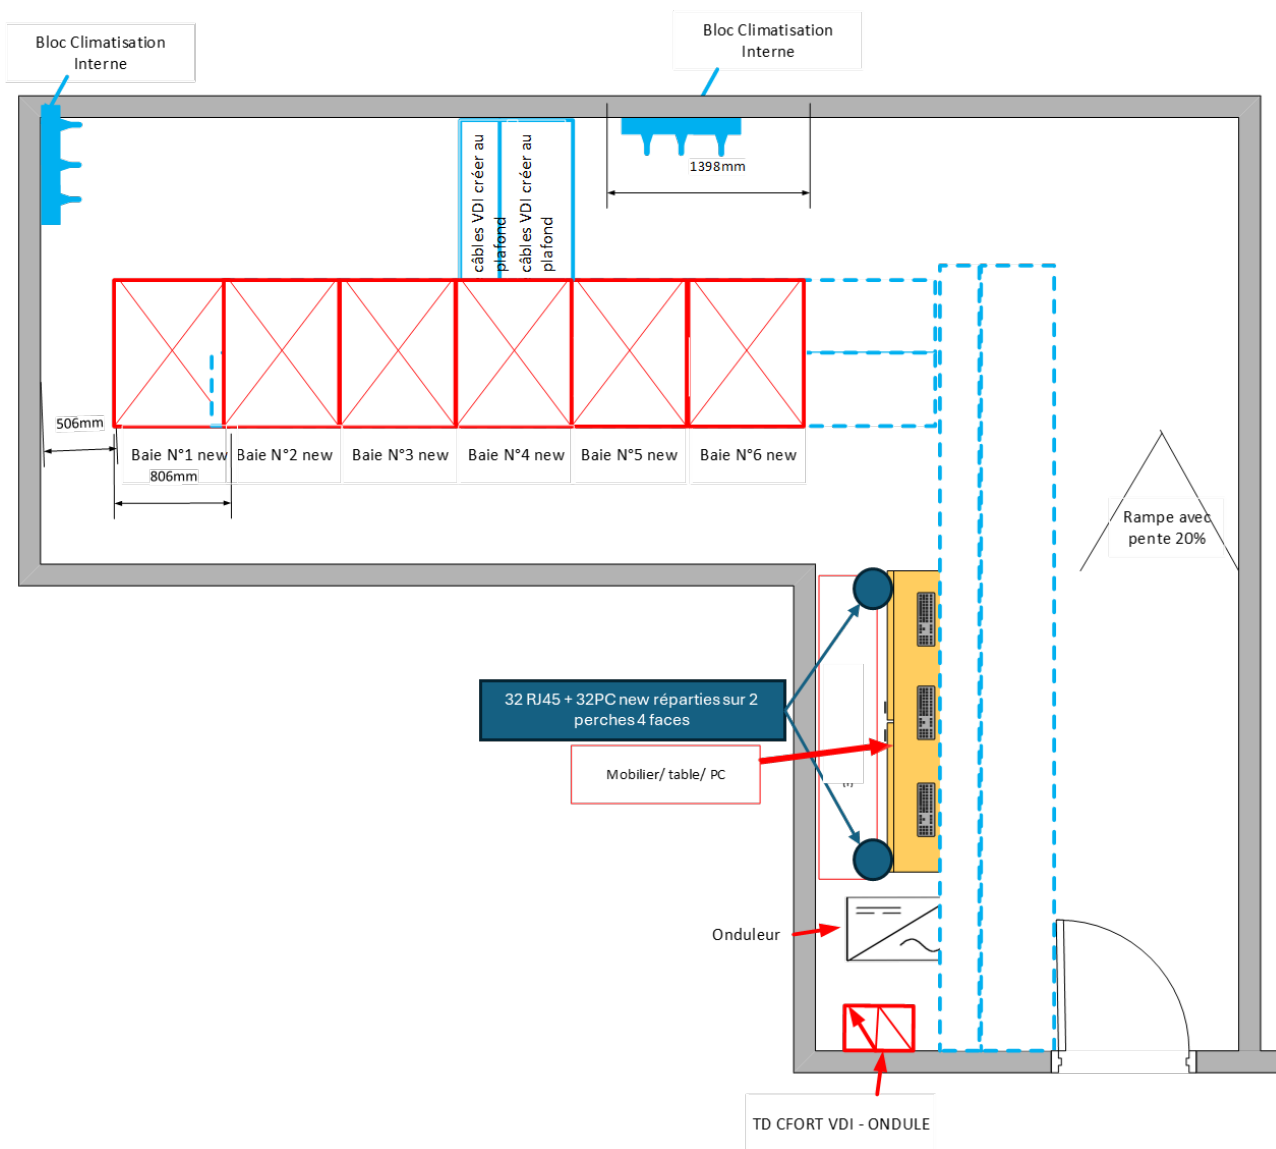 Bloc Climatisation
Interne
Bloc Climatisation
Interne
câbles VDI créer au
plafond
câbles VDI créer au
plafond
1398mm
506mm
Baie N°1 new
Baie N°2 new
Baie N°3 new
Baie N°4 new
Baie N°5 new
Baie N°6 new
806mm
Rampe avec
pente 20%
32 RJ45 + 32PC new réparties sur 2
perches 4 faces
Mobilier/ table/ PC
Onduleur
TD CFORT VDI - ONDULE